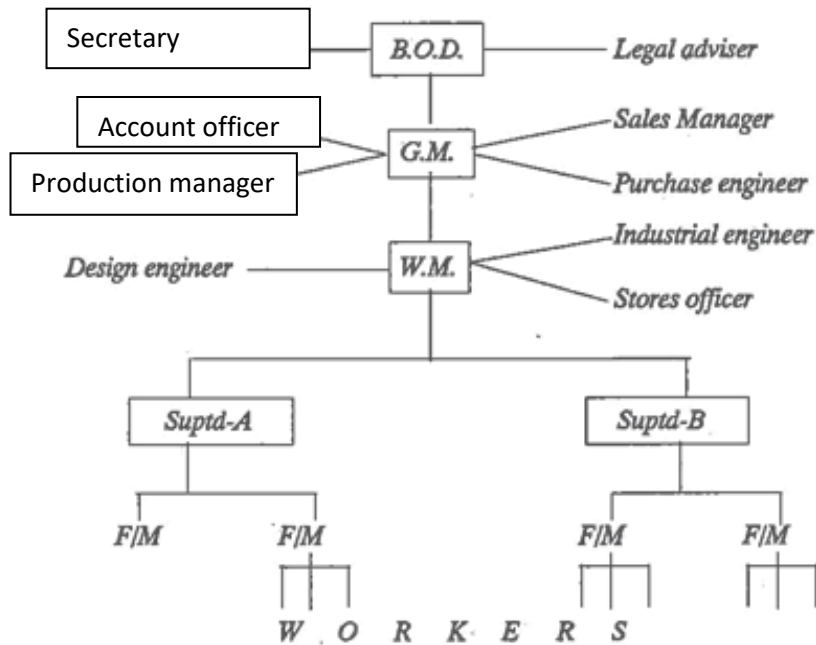 Secretary
B.O.D.
Legal adviser
Account officer
Sales Manager
G.M.
Production manager
Purchase engineer
Industrial engineer
Design engineer
W.M.
Stores officer
Suptd-A
Suptd-B
F/M
F/M
F/M
F/M
W O R K E R S